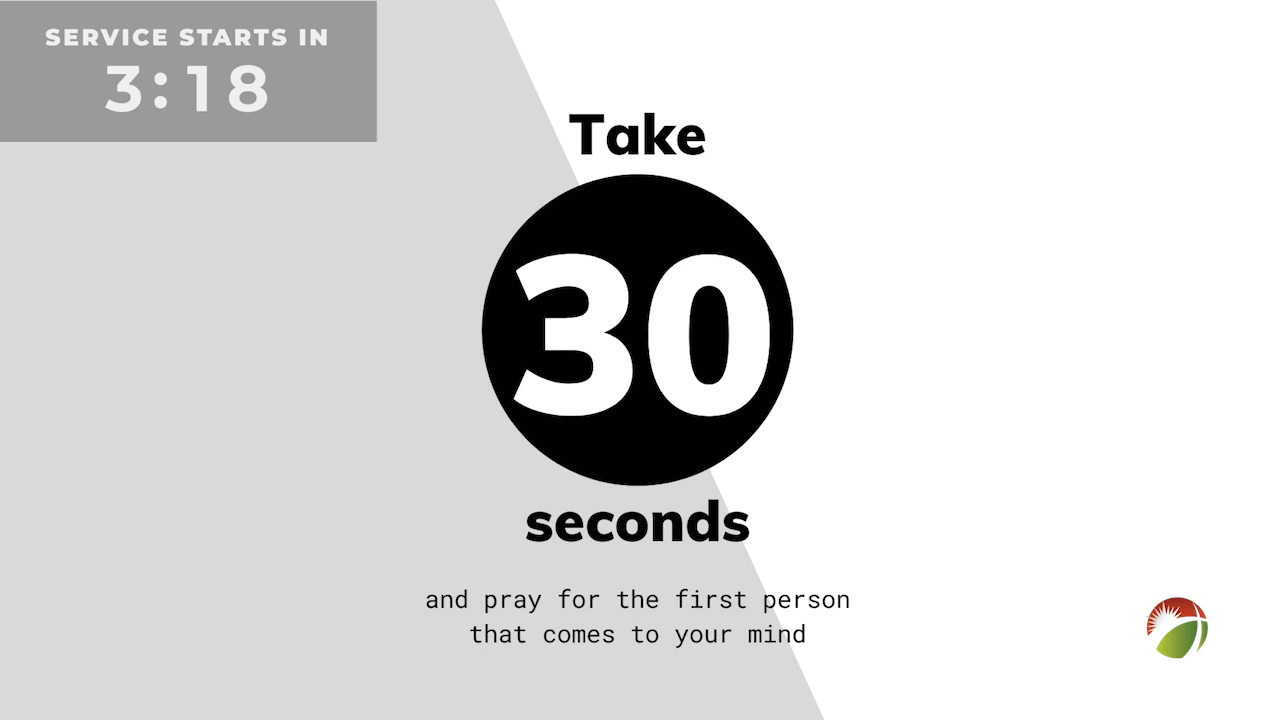 SERVICE STARTS IN
3:18
Take
30
seconds
and pray for the first person
that comes to your mind